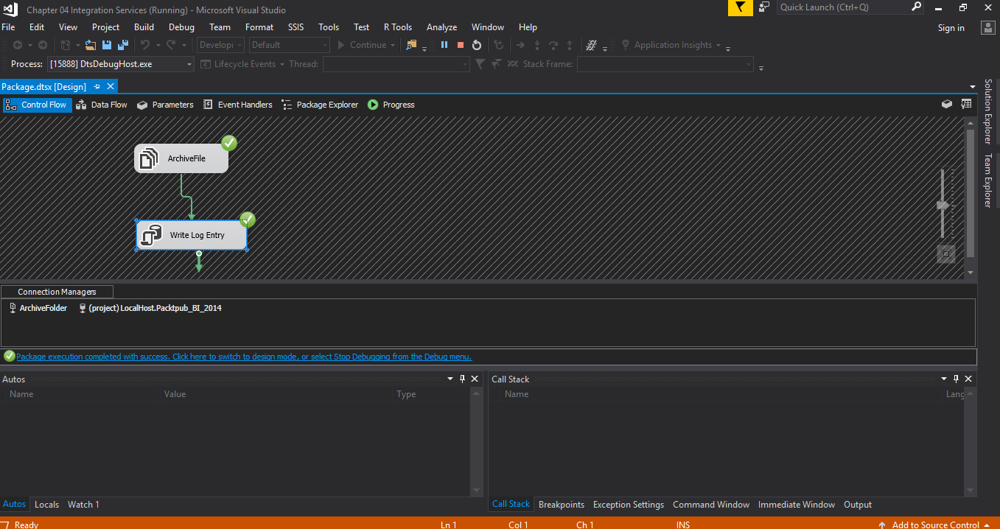 Chapter 04 Integration Services (Running) - Microsoft Visual Studio
Quick Launch (Ctrl+Q)
File Edit View Project Build Debug Team Format SSIS Tools Test R Tools Analyze Window Help
Sign in
Developi Default Continue Application Insights
Process: [15888] DtsDebugHost.exe Lifecycle Events Thread: Stack Frame:
Package.dtsx [Design]
Control Flow Data Flow Parameters Event Handlers Package Explorer Progress
Solution Explorer
Team Explorer
ArchiveFile
Write Log Entry
Connection Managers
ArchiveFolder (project) LocalHost.Packtpub_BI_2014
Package execution completed with success. Click here to switch to design mode, or select Stop Debugging from the Debug menu.
Autos
Name Value Type
Call Stack
Name Lang
Autos Locals Watch 1
Call Stack Breakpoints Exception Settings Command Window Immediate Window Output
Ready Ln 1 Col 1 Ch 1 INS Add to Source Control